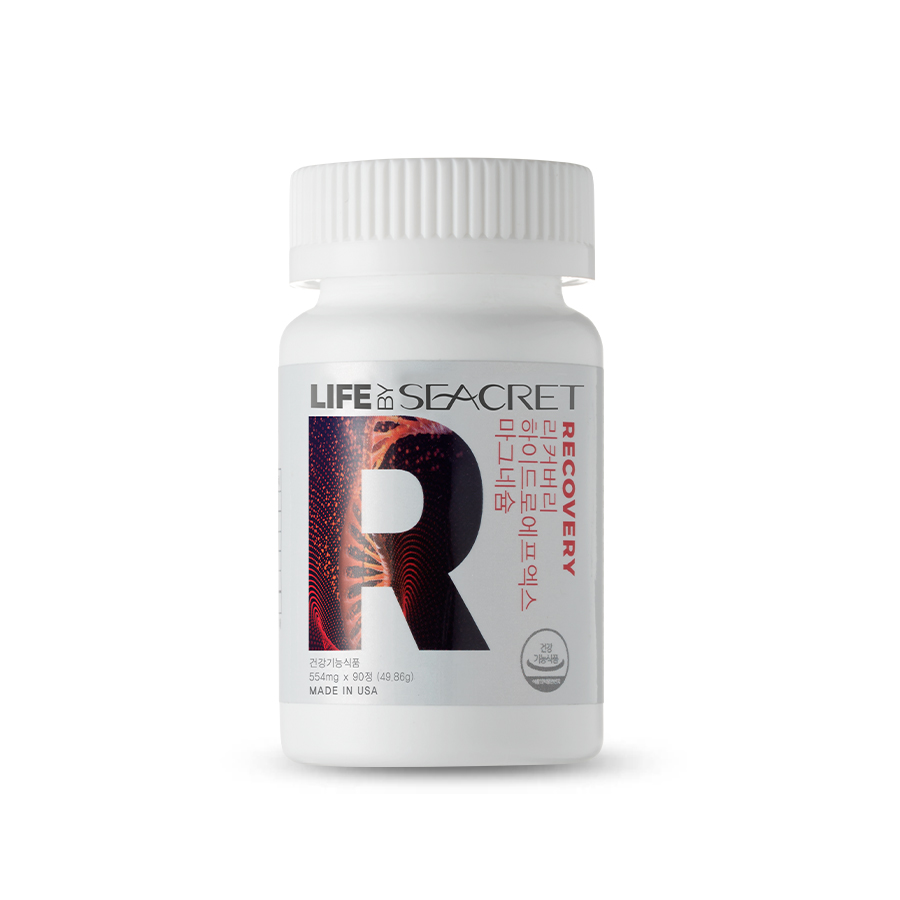 LIFE BY SEACRET
R
RECOVERY
리커버리
하이드로에프엑스
마그네슘
건강기능식품
554mg x 90정 (49.86g)
MADE IN USA
건강
기능식품